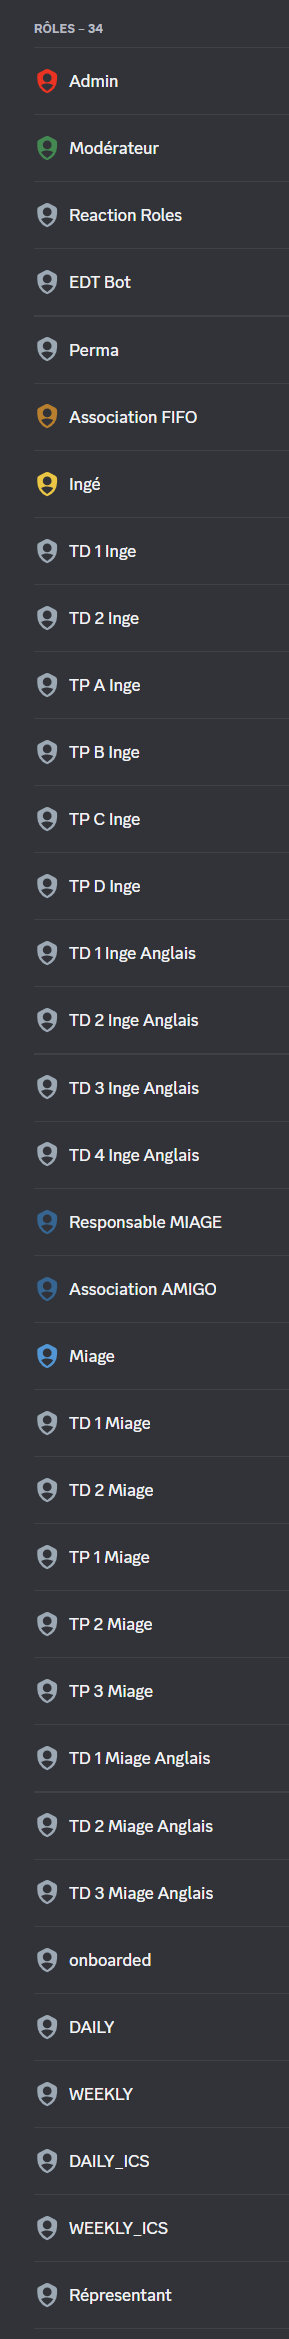 RÔLES – 34
Admin
Modérateur
Reaction Roles
EDT Bot
Perma
Association FIFO
Ingé
TD 1 Inge
TD 2 Inge
TP A Inge
TP B Inge
TP C Inge
TP D Inge
TD 1 Inge Anglais
TD 2 Inge Anglais
TD 3 Inge Anglais
TD 4 Inge Anglais
Responsable MIAGE
Association AMIGO
Miage
TD 1 Miage
TD 2 Miage
TP 1 Miage
TP 2 Miage
TP 3 Miage
TD 1 Miage Anglais
TD 2 Miage Anglais
TD 3 Miage Anglais
onboarded
DAILY
WEEKLY
DAILY_ICS
WEEKLY_ICS
Répresentant